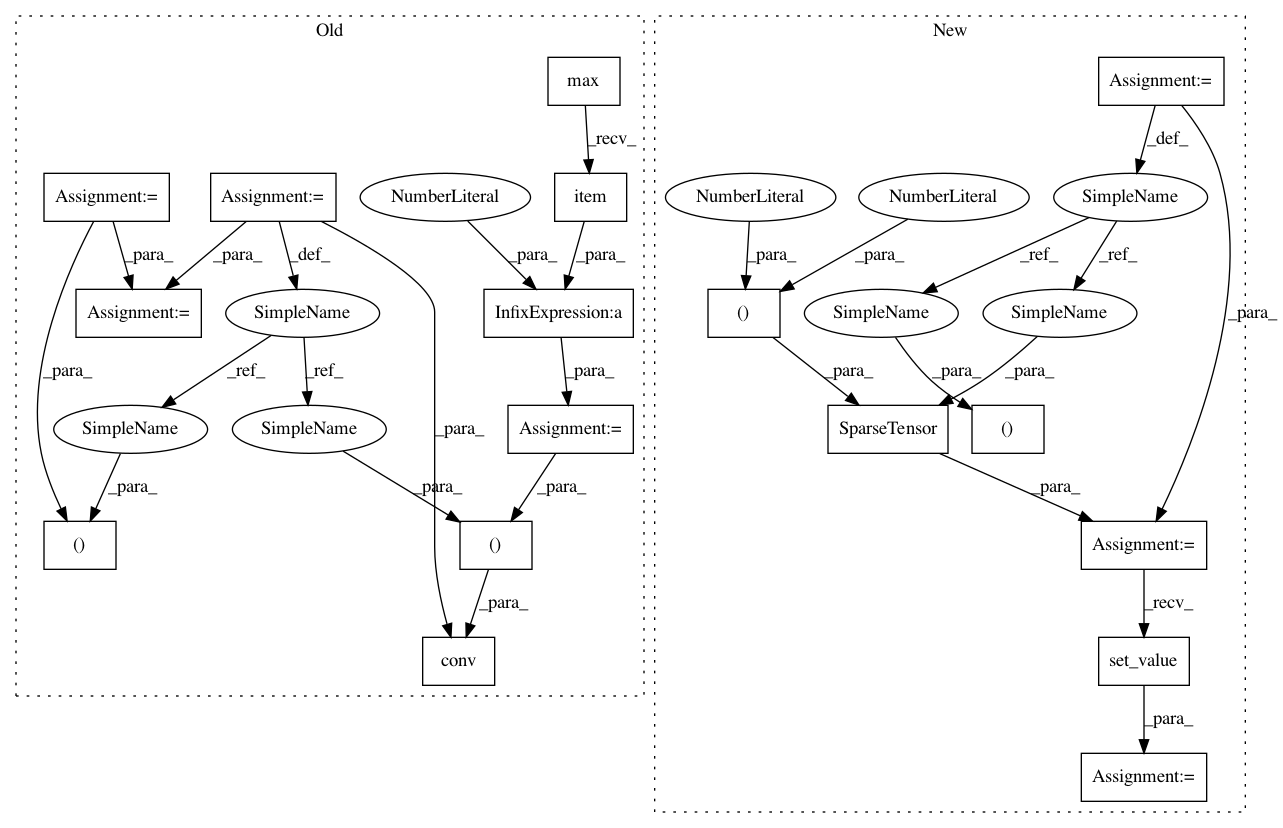 Old
New
max
Assignment:=
_recv_
_def_
Assignment:=
Assignment:=
NumberLiteral
item
NumberLiteral
NumberLiteral
SimpleName
_para_
_para_
_def_
_para_
_para_
_para_
_para_
_ref_
_ref_
Assignment:=
SimpleName
InfixExpression:a
()
SimpleName
SimpleName
_para_
_para_
_ref_
_ref_
_para_
_para_
_para_
_para_
SimpleName
SimpleName
_para_
Assignment:=
SparseTensor
()
_para_
_para_
_para_
_para_
()
()
Assignment:=
_para_
_recv_
conv
set_value
_para_
Assignment:=